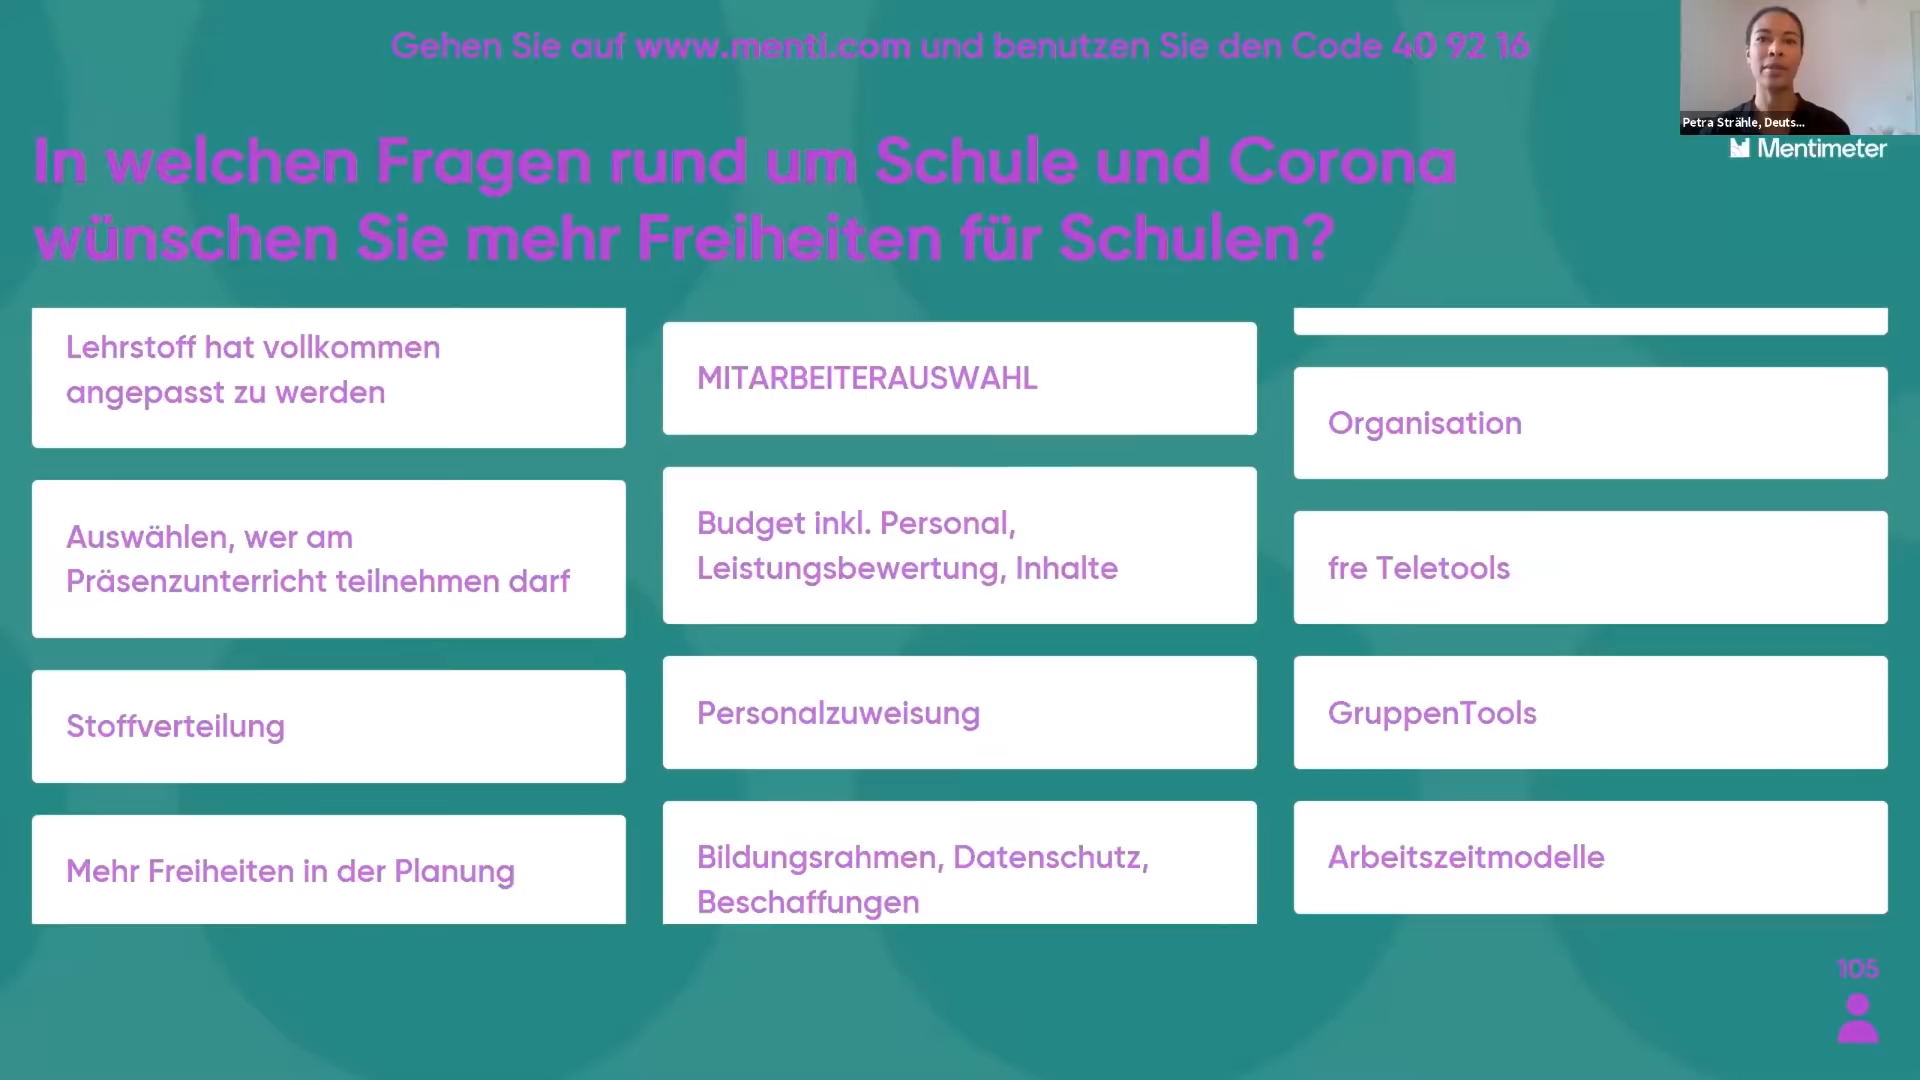 Gehen Sie auf www.menti.com und benutzen Sie den Code 40 92 16
Petra Strähle, Deuts...
Mentimeter
In welchen Fragen rund um Schule und Corona
wünschen Sie mehr Freiheiten für Schulen?
Lehrstoff hat vollkommen
angepasst zu werden
Auswählen, wer am
Präsenzunterricht teilnehmen darf
Stoffverteilung
Mehr Freiheiten in der Planung
MITARBEITERAUSWAHL
Budget inkl. Personal,
Leistungsbewertung, Inhalte
Personalzuweisung
Bildungsrahmen, Datenschutz,
Beschaffungen
Organisation
fre Teletools
GruppenTools
Arbeitszeitmodelle
105